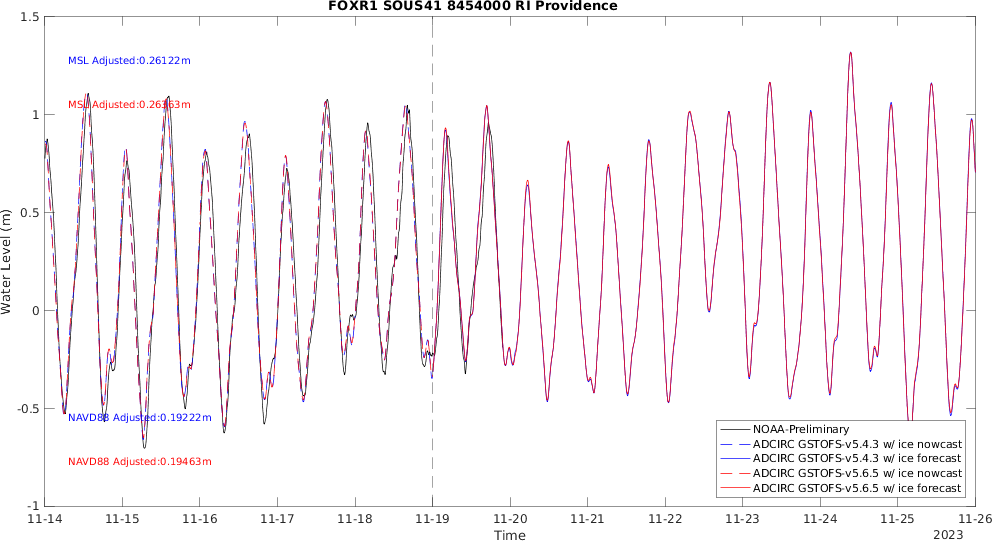 FOXR1 SOUS41 8454000 RI Providence
1.5
MSL Adjusted:0.26122m
1
MSL Adjusted:0.26363m
0.5
Water Level (m)
0
-0.5
NAVD88 Adjusted:0.19222m
NOAA-Preliminary
ADCIRC GSTOFS-v5.4.3 w/ ice nowcast
NAVD88 Adjusted:0.19463m
ADCIRC GSTOFS-v5.4.3 w/ ice forecast
ADCIRC GSTOFS-v5.6.5 w/ ice nowcast
ADCIRC GSTOFS-v5.6.5 w/ ice forecast
-1
11-14 11-15 11-16 11-17 11-18 11-19 11-20 11-21 11-22 11-23 11-24 11-25 11-26
Time
2023